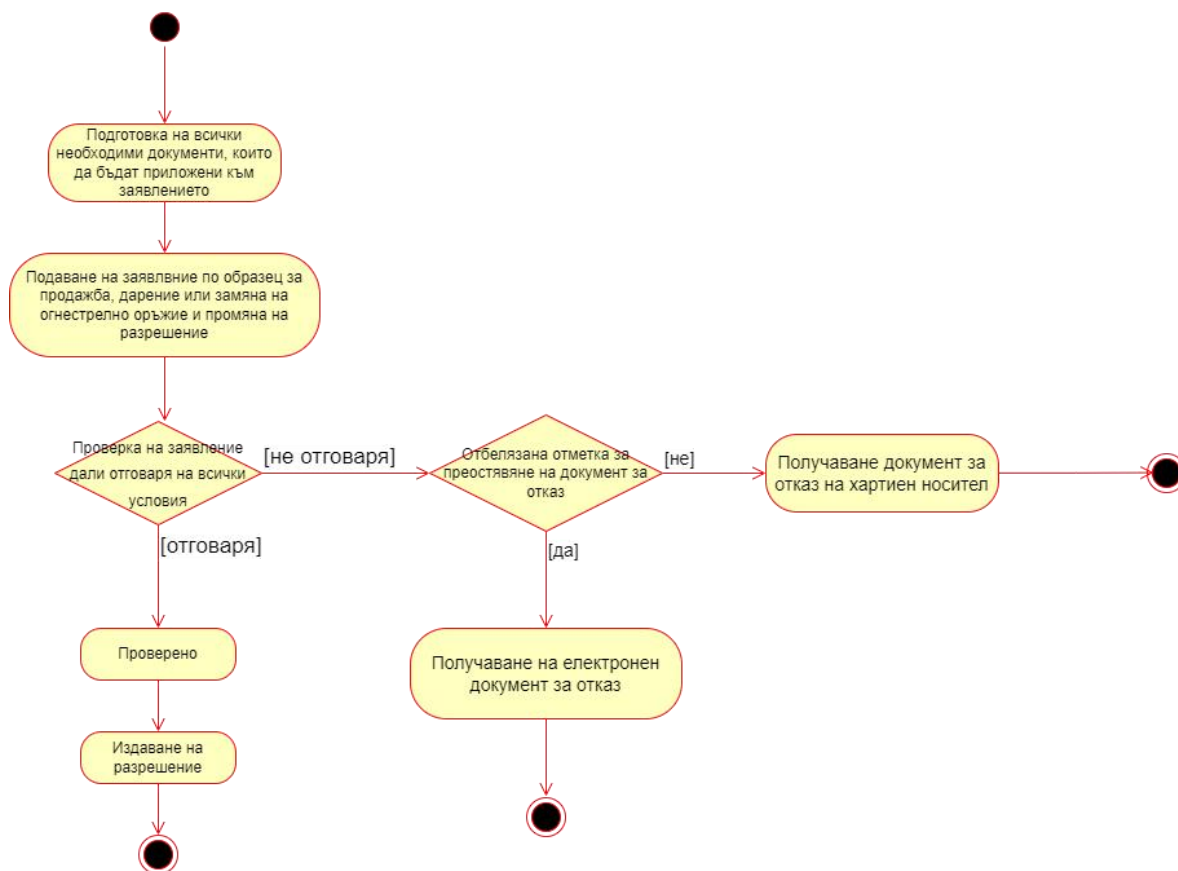 Подготовка на всички
необходими документи, които
да бъдат приложени към
заявлението
Подаване на заявлвние по образец за
продажба, дарение или замяна на
огнестрелно оръжие и промяна на
разрешение
Проверка на заявление
дали отговаря на всички
условия
[не отговаря]
Отбелязана отметка за
преостявяне на документ за
отказ
[не]
Получаване документ за
отказ на хартиен носител
[отговаря]
[да]
Проверено
Получаване на електронен
документ за отказ
Издаване на
разрешение